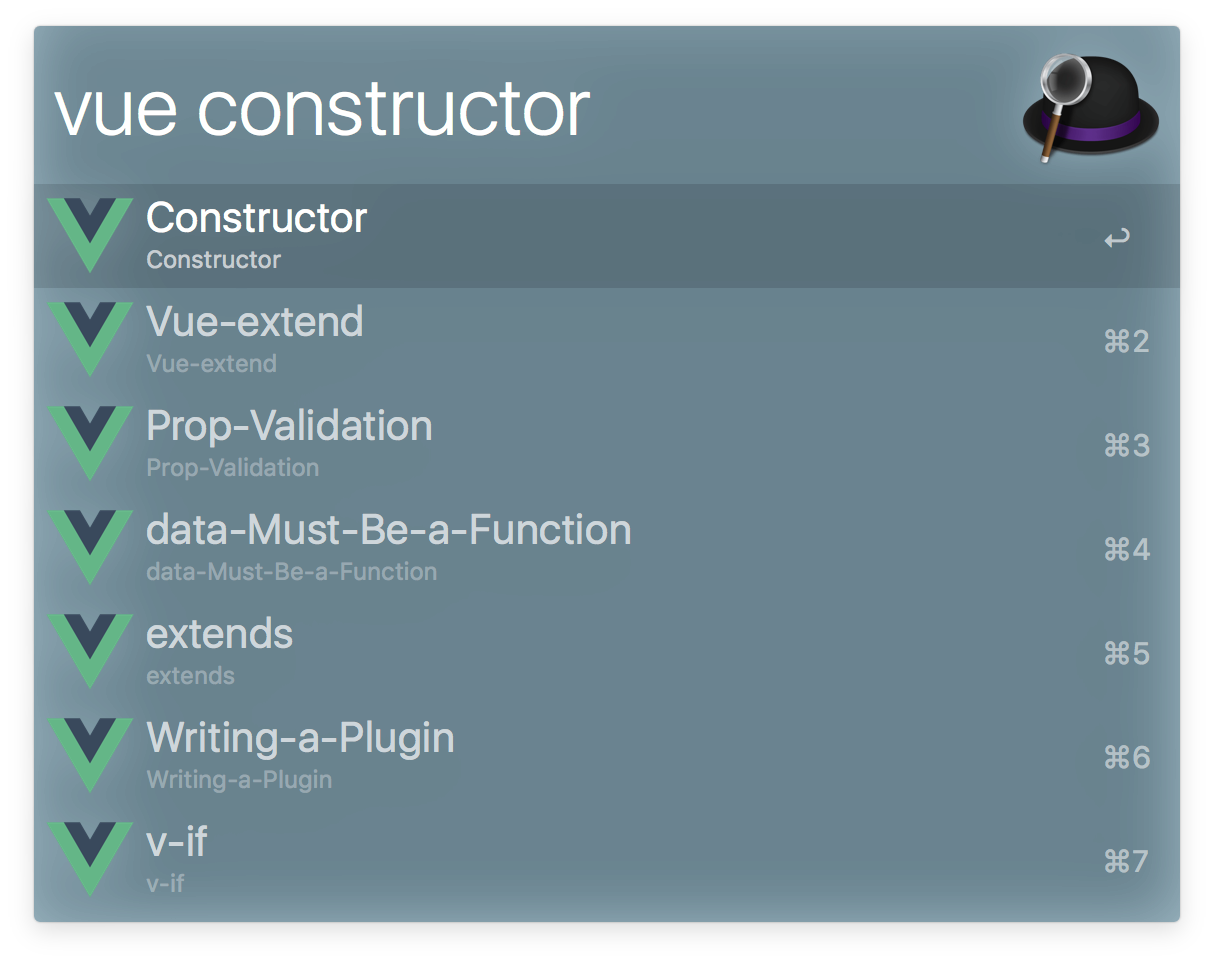 vue constructor
Constructor
Constructor
↩
Vue-extend
Vue-extend
⌘2
Prop-Validation
Prop-Validation
⌘3
data-Must-Be-a-Function
data-Must-Be-a-Function
⌘4
extends
extends
⌘5
Writing-a-Plugin
Writing-a-Plugin
⌘6
v-if
v-if
⌘7